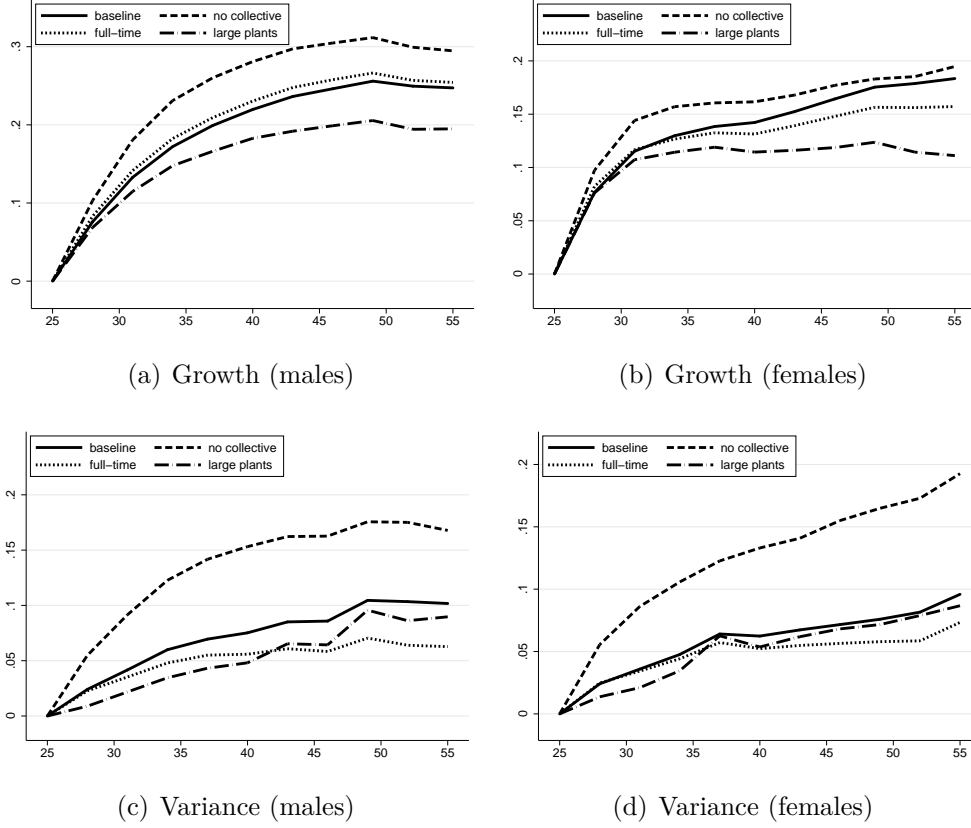 baseline no collective
full-time large plants
.3
.2
.1
0
25 30 35 40 45 50 55
(a) Growth (males)
baseline no collective
full-time large plants
.2
.15
.1
.05
0
25 30 35 40 45 50 55
(b) Growth (females)
baseline no collective
full-time large plants
.2
.15
.1
.05
0
25 30 35 40 45 50 55
(c) Variance (males)
baseline no collective
full-time large plants
.2
.15
.1
.05
0
25 30 35 40 45 50 55
(d) Variance (females)